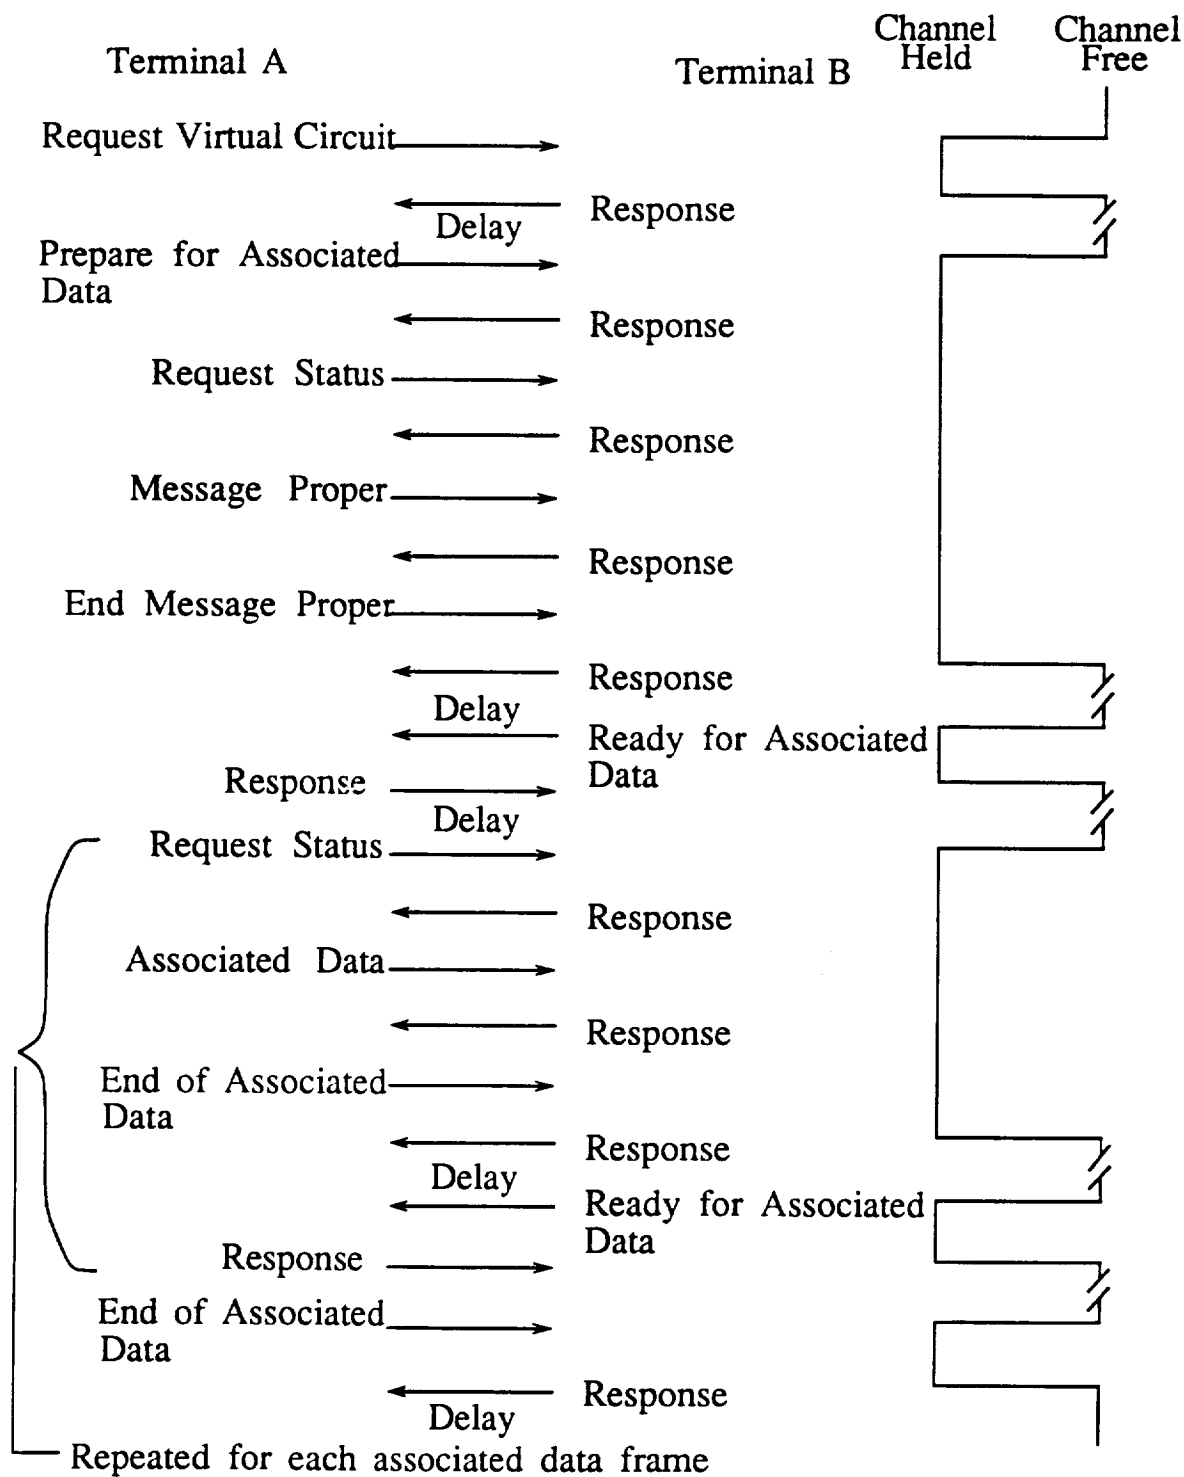 Terminal A
Terminal B
Channel Held
Channel Free
Request Virtual Circuit
Response
Delay
Prepare for Associated
Data
Response
Request Status
Response
Message Proper
Response
End Message Proper
Response
Delay
Ready for Associated
Data
Response
Delay
Request Status
Response
Associated Data
Response
End of Associated
Data
Response
Delay
Ready for Associated
Data
Response
End of Associated
Data
Response
Delay
Repeated for each associated data frame